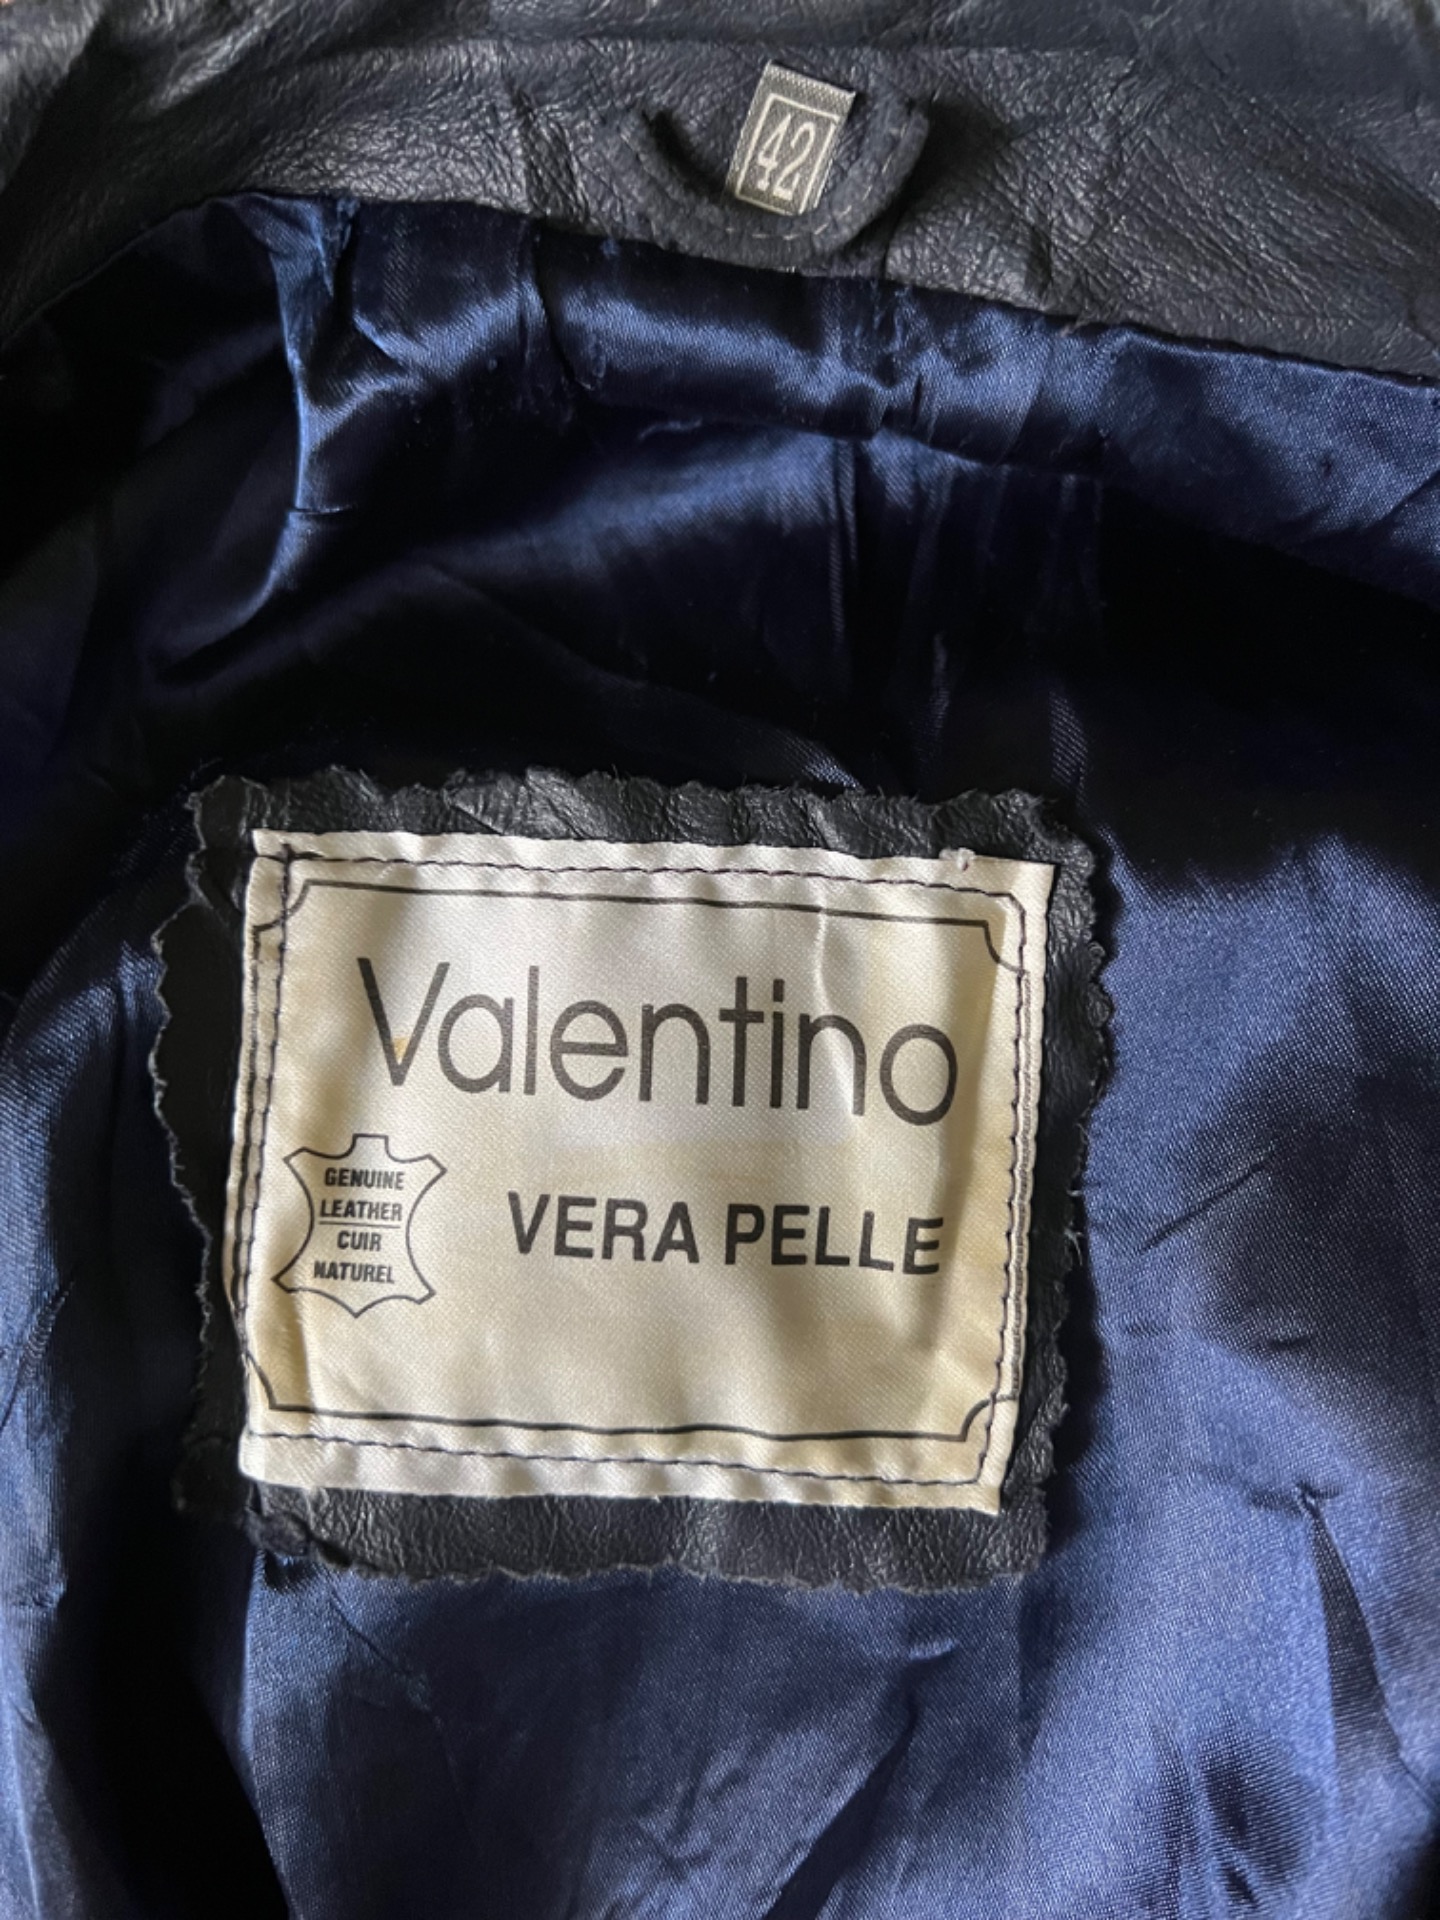 42
Valentino
GENUINE
LEATHER
CUIR
NATUREL
VERA PELLE